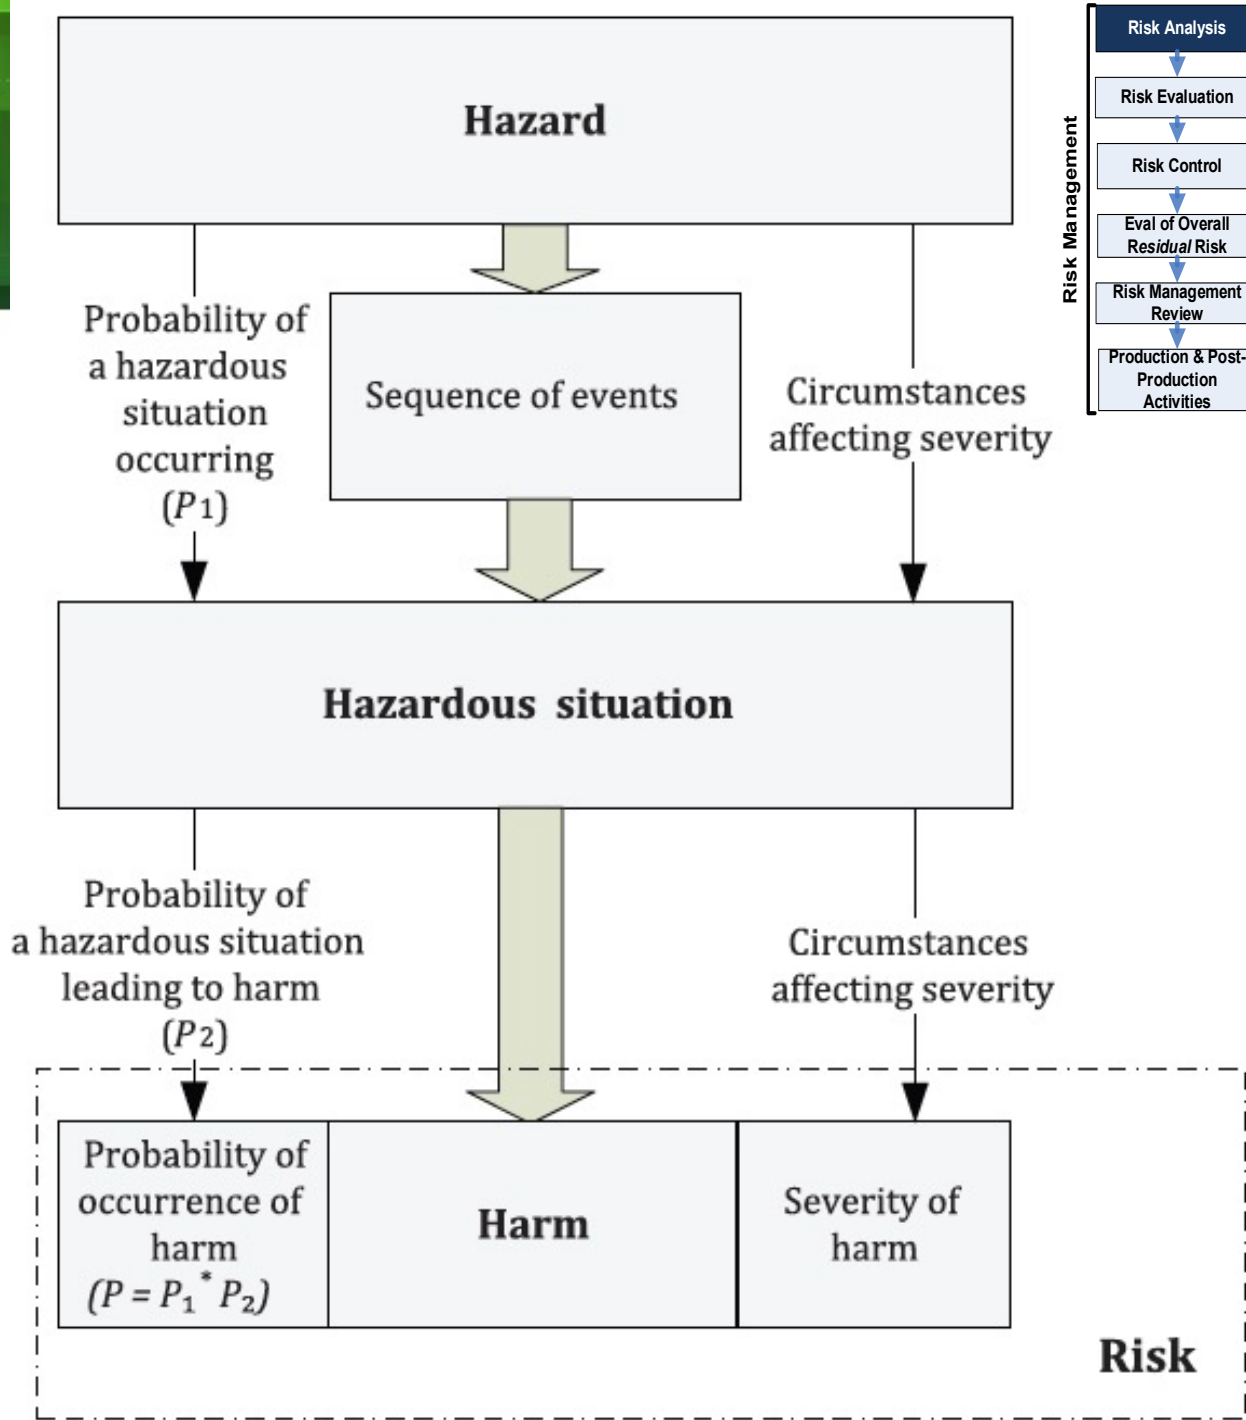 Hazard
Probability of
a hazardous
situation
occurring
(P1)
Sequence of events
Circumstances
affecting severity
Hazardous situation
Probability of
a hazardous situation
leading to harm
(P2)
Circumstances
affecting severity
Probability of
occurrence of
harm
(P = P₁ * P₂)
Harm
Severity of
harm
Risk
Risk Management
Risk Analysis
Risk Evaluation
Risk Control
Eval of Overall
Residual Risk
Risk Management
Review
Production & Post-
Production
Activities